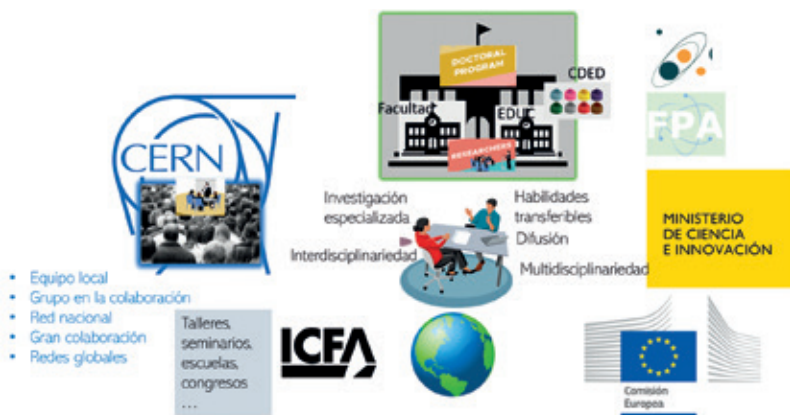 DOCTORAL
PROGRAM
CDED
Facultad
EDUC
RESEARCHERS
FPA
CERN
Investigación
especializada
Habilidades
transferibles
Difusión
Interdisciplinariedad
Multidisciplinariedad
MINISTERIO
DE CIENCIA
E INNOVACIÓN
• Equipo local
• Grupo en la colaboración
• Red nacional
• Gran colaboración
• Redes globales
Talleres,
seminarios,
escuelas,
congresos
...
ICFA
Comisión
Europea